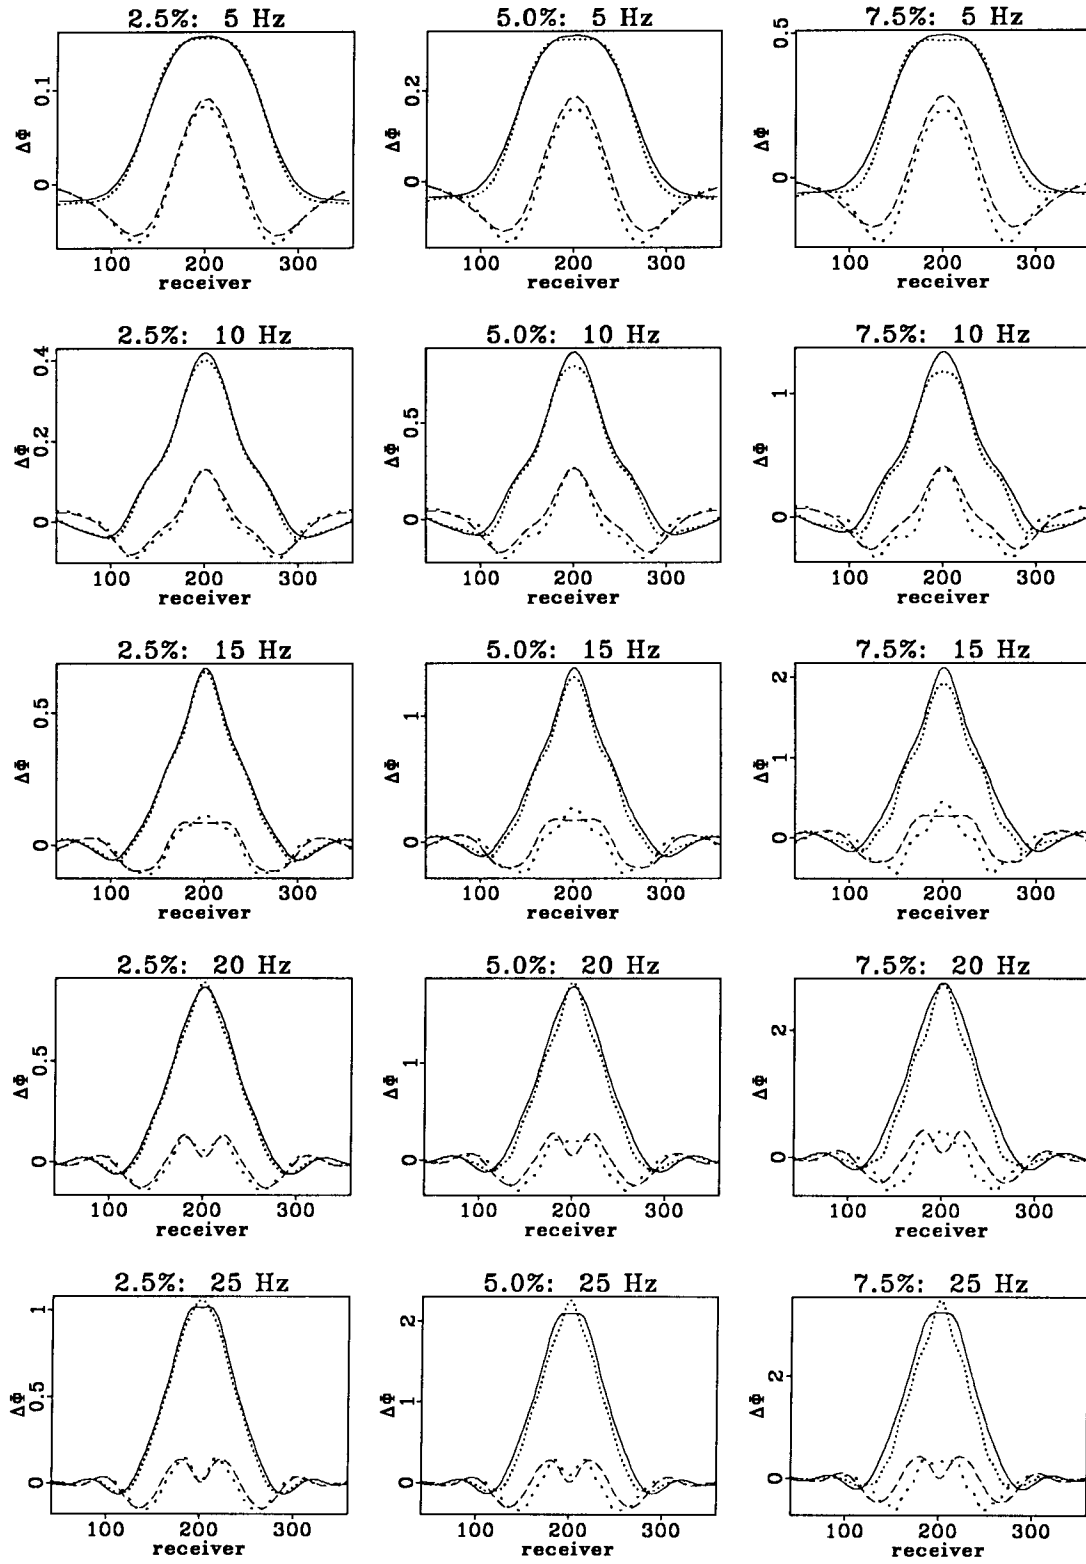 2.5%: 5 Hz
5.0%: 5 Hz
7.5%: 5 Hz
ΔΦ
0 0.1
100 200 300
receiver
ΔΦ
0 0.2
100 200 300
receiver
ΔΦ
0 0.5
100 200 300
receiver
2.5%: 10 Hz
5.0%: 10 Hz
7.5%: 10 Hz
ΔΦ
0 0.2 0.4
100 200 300
receiver
ΔΦ
0 0.5
100 200 300
receiver
ΔΦ
0 1
100 200 300
receiver
2.5%: 15 Hz
5.0%: 15 Hz
7.5%: 15 Hz
ΔΦ
0 0.5
100 200 300
receiver
ΔΦ
0 1
100 200 300
receiver
ΔΦ
0 1 2
100 200 300
receiver
2.5%: 20 Hz
5.0%: 20 Hz
7.5%: 20 Hz
ΔΦ
0 0.5
100 200 300
receiver
ΔΦ
0 1
100 200 300
receiver
ΔΦ
0 2
100 200 300
receiver
2.5%: 25 Hz
5.0%: 25 Hz
7.5%: 25 Hz
ΔΦ
0 0.5 1
100 200 300
receiver
ΔΦ
0 1 2
100 200 300
receiver
ΔΦ
0 2
100 200 300
receiver